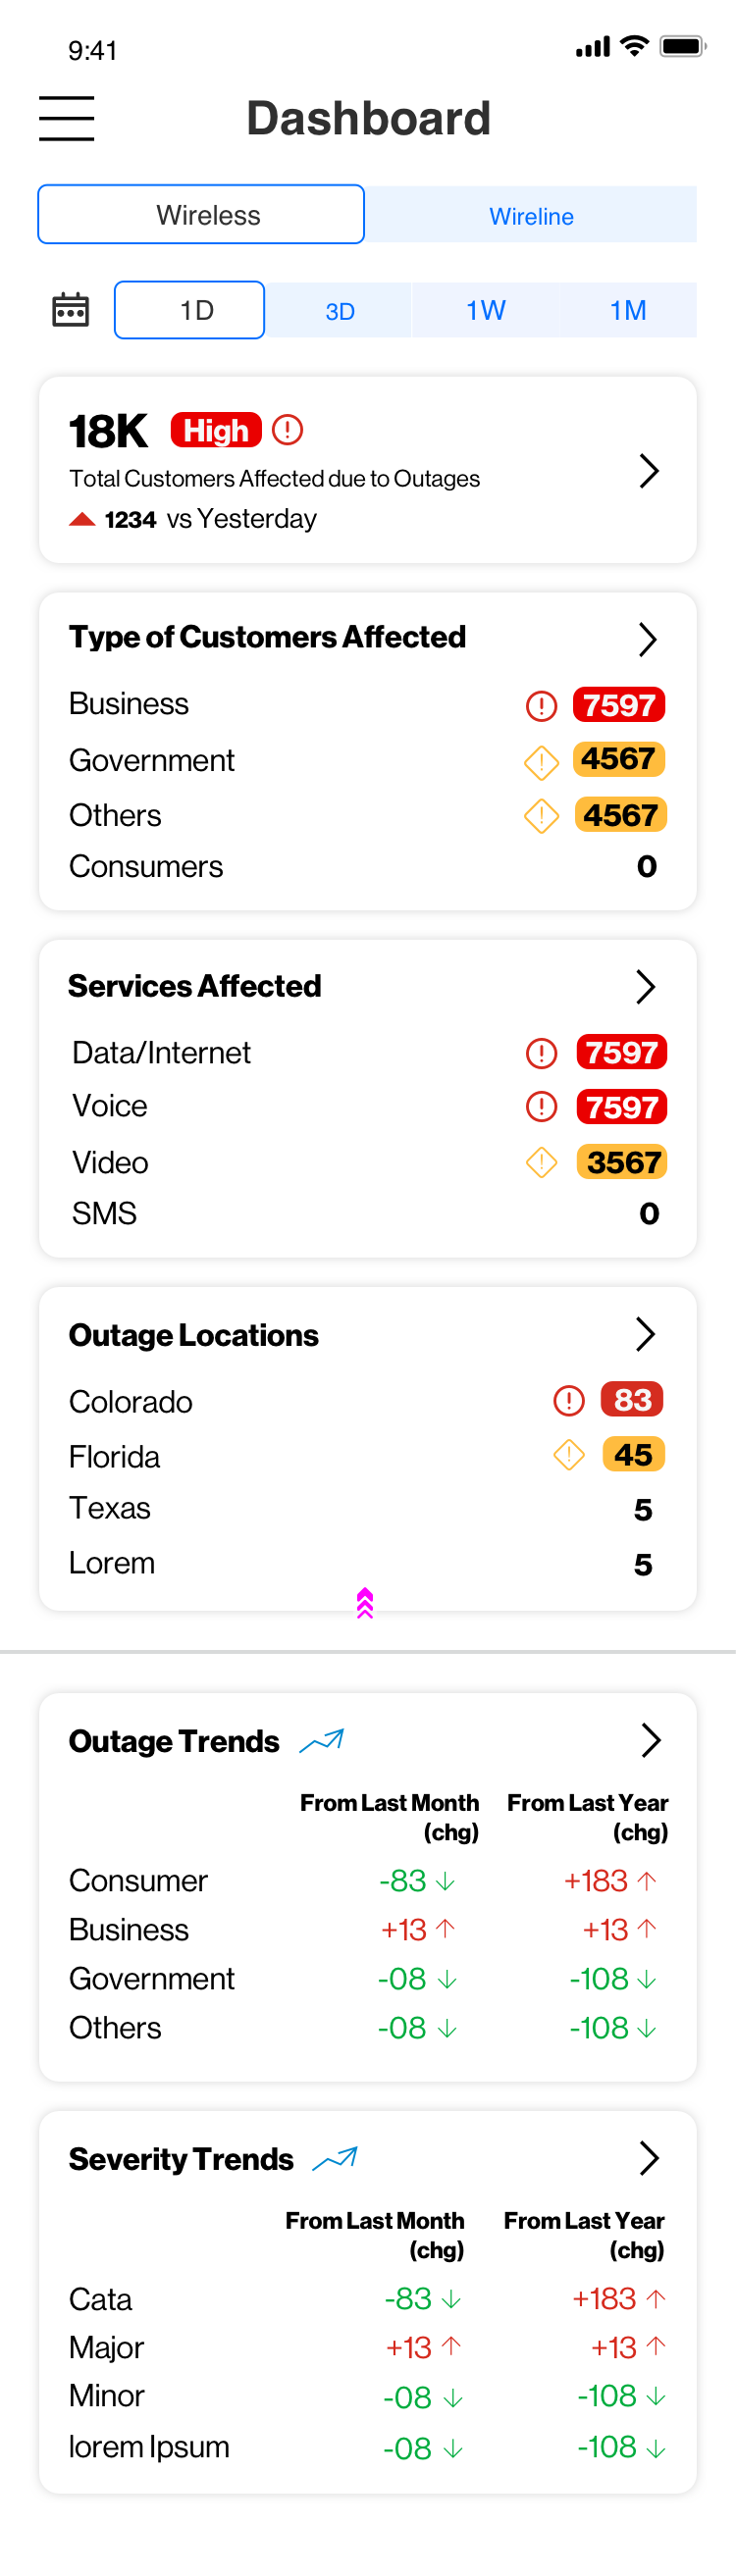 9:41
Dashboard
Wireless Wireline
1D 3D 1W 1M
18K High
Total Customers Affected due to Outages
1234 vs Yesterday
Type of Customers Affected
Business 7597
Government 4567
Others 4567
Consumers 0
Services Affected
Data/Internet 7597
Voice 7597
Video 3567
SMS 0
Outage Locations
Colorado 83
Florida 45
Texas 5
Lorem 5
Outage Trends
From Last Month From Last Year
(chg) (chg)
Consumer -83 +183
Business +13 +13
Government -08 -108
Others -08 -108
Severity Trends
From Last Month From Last Year
(chg) (chg)
Cata -83 +183
Major +13 +13
Minor -08 -108
lorem Ipsum -08 -108